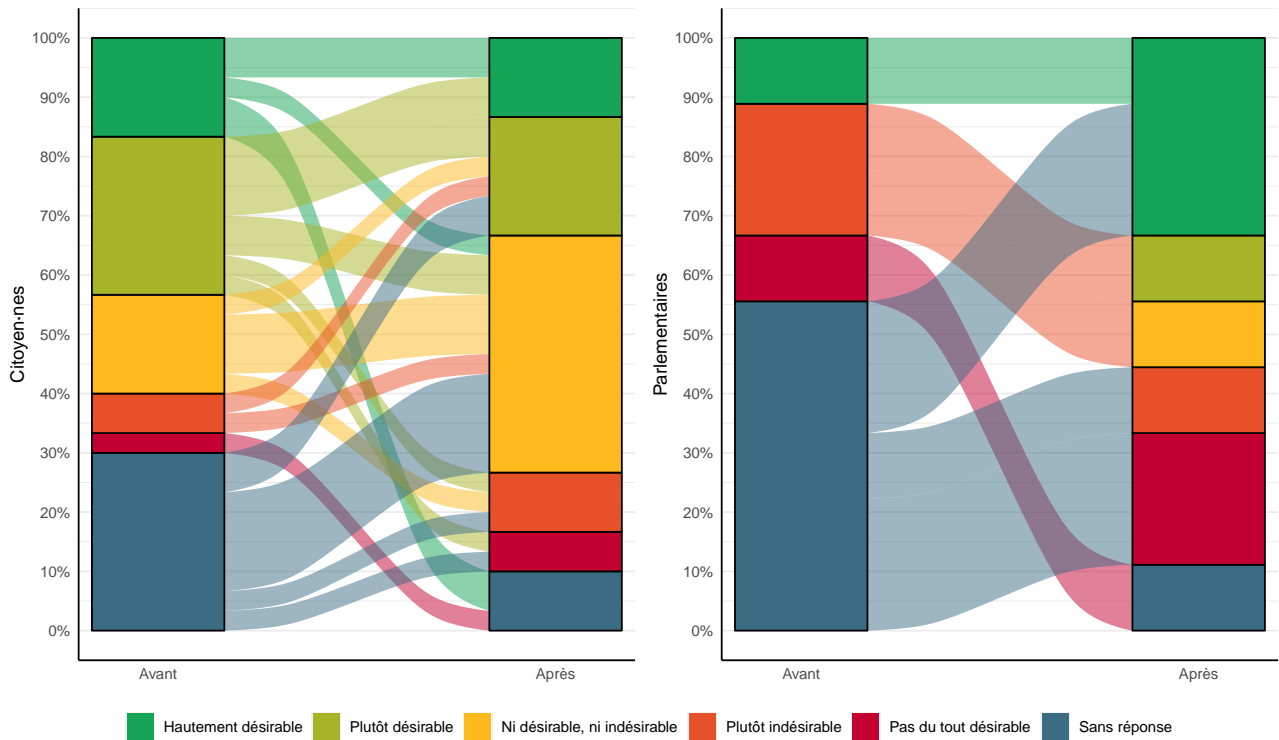 Citoyen-nes
100%
90%
80%
70%
60%
50%
40%
30%
20%
10%
0%
Avant
Après
Parlementaires
100%
90%
80%
70%
60%
50%
40%
30%
20%
10%
0%
Avant
Après
Hautement désirable
Plutôt désirable
Ni désirable, ni indésirable
Plutôt indésirable
Pas du tout désirable
Sans réponse